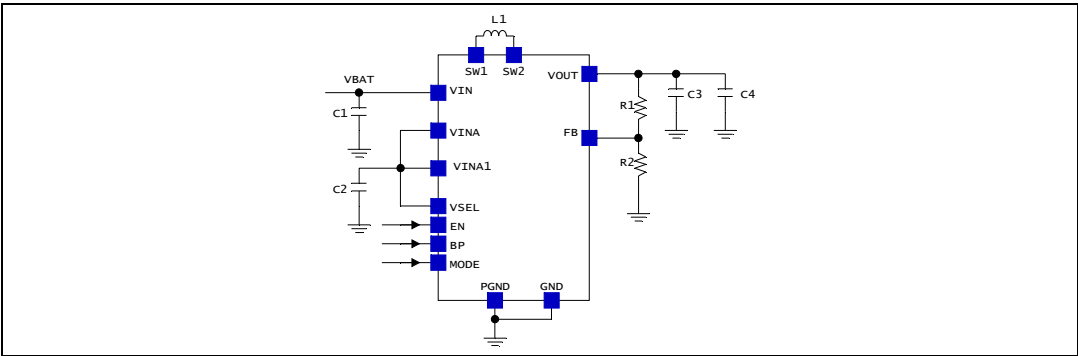 L1
SW1 SW2
VBAT
VIN
VOUT
C1
R1
C3
C4
VINA
FB
VINA1
R2
C2
VSEL
EN
BP
MODE
PGND
GND